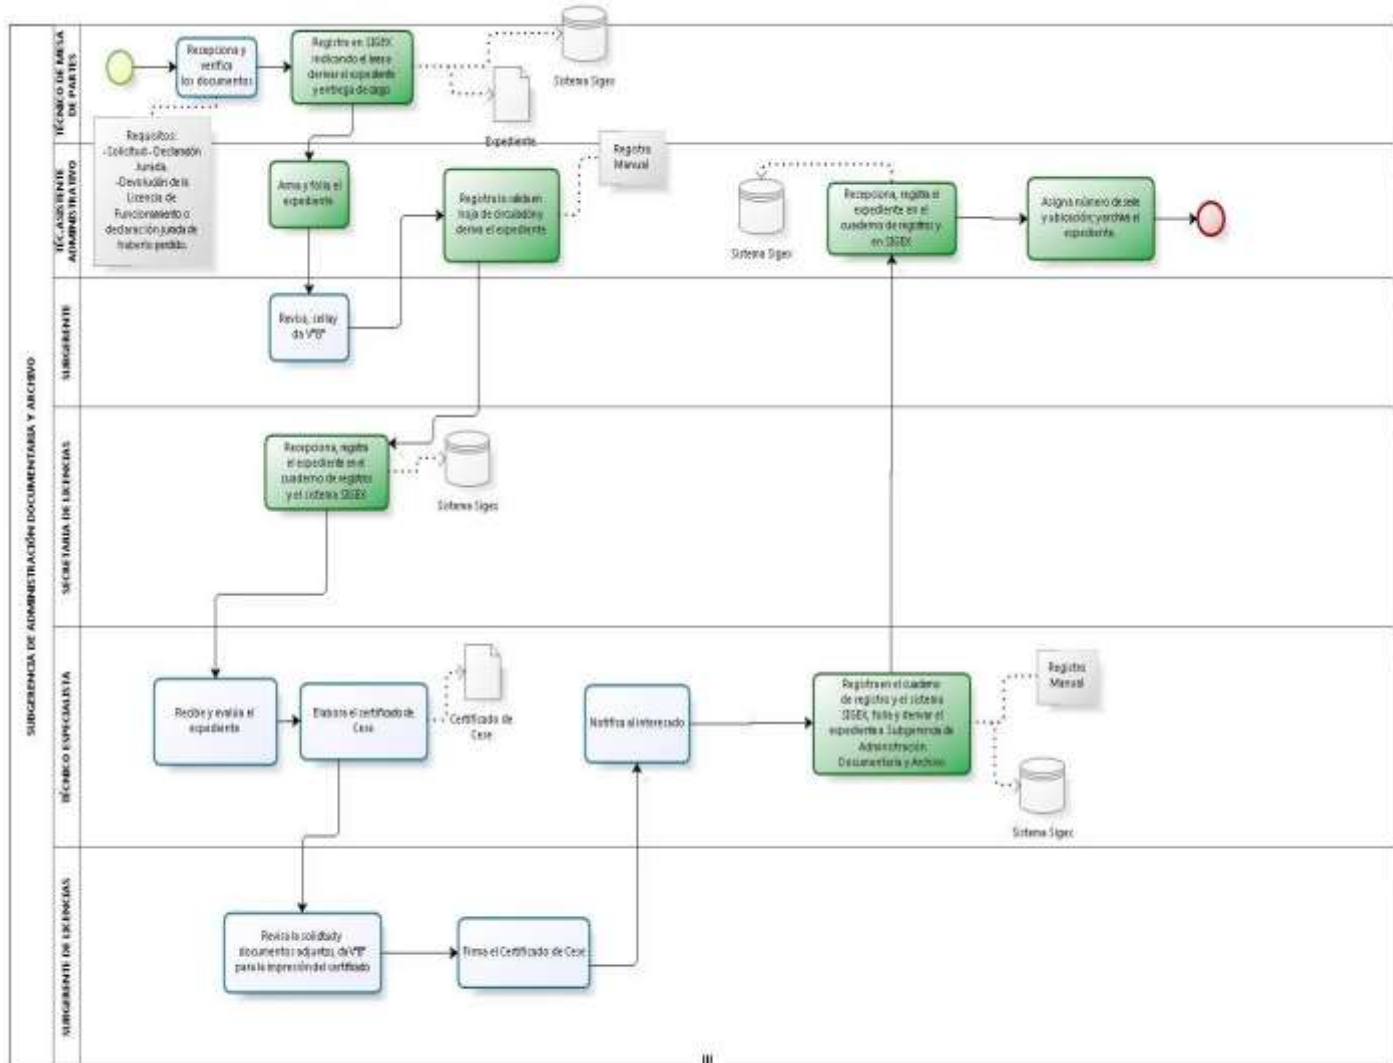 SUBGERENCIA DE ADMINISTRACIÓN DOCUMENTARIA Y ARCHIVO
TÉCNICO DE MESA
DE PARTES
Recepciona y
verifica
los documentos
Registra en SIGEX
indicando el area a
derivar el expediente
y entrega de cargo
Expediente
Sistema Sigex
Requisitos:
-Solicitud - Declaración
Jurada.
-Devolución de la
Licencia de
Funcionamiento o
declaración jurada de
haberlo perdido.
TÉC. ASISTENTE
ADMINISTRATIVO
Arma y folia el
expediente
Registra la salida en
hoja de circulación y
deriva el expediente
Registro
Manual
Sistema Sigex
Recepciona, registra el
expediente en el
cuaderno de registros y
en SIGEX
Asigna número de serie
y ubicación; y archiva el
expediente.
SUBGERENTE
Revisa, sella y
da V°B°
SECRETARIA DE LICENCIAS
Recepciona, registra
el expediente en el
cuaderno de registros
y el sistema SIGEX
Sistema Sigex
TÉCNICO ESPECIALISTA
Recibe y evalúa el
expediente
Elabora el certificado de
Cese
Certificado de
Cese
Notifica al interesado
Registra en el cuaderno
de registro y el sistema
SIGEX, folia y derivar el
expediente a Subgerencia de
Administración
Documentaria y Archivo
Registro
Manual
Sistema Sigex
SUBGERENTE DE LICENCIAS
Revisa la solicitud y
documentos adjuntos, da V°B°
para la impresión del certificado
Firma el Certificado de Cese